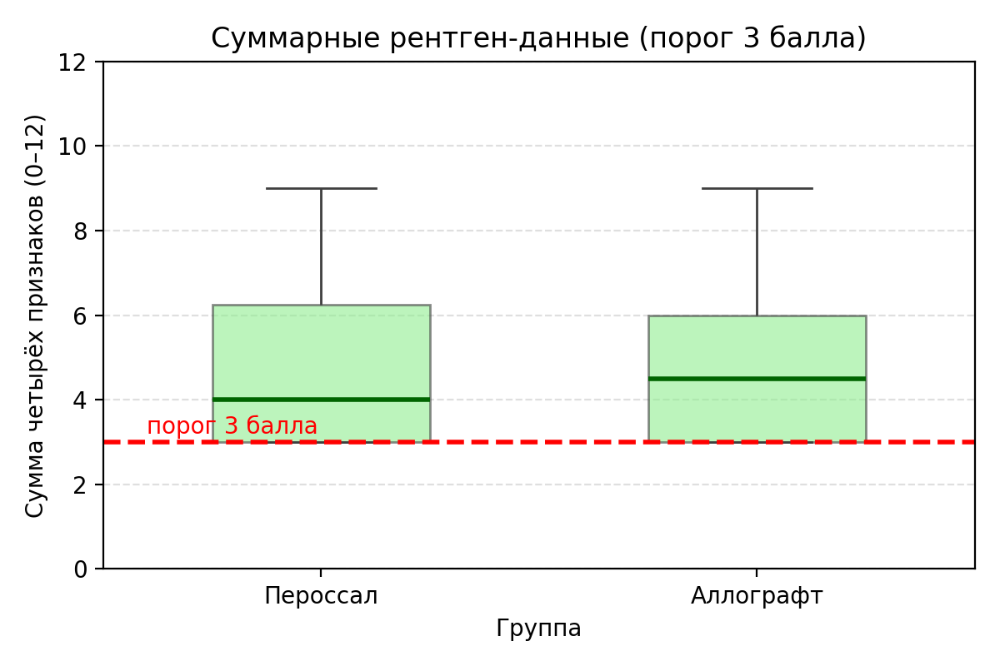 Суммарные рентген-данные (порог 3 балла)
Сумма четырёх признаков (0–12)
12
10
8
6
4
2
0
порог 3 балла
Пероссал
Аллографт
Группа